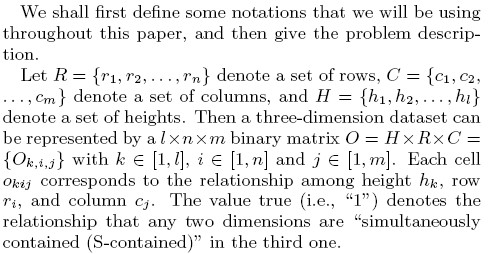 We shall first define some notations that we will be using
throughout this paper, and then give the problem descrip-
tion.
Let R = {r₁, r₂, . . . , rₙ} denote a set of rows, C = {c₁, c₂,
. . . , cₘ} denote a set of columns, and H = {h₁, h₂, . . . , hₗ}
denote a set of heights. Then a three-dimension dataset can
be represented by a l×n×m binary matrix O = H×R×C =
{Oₖ,ᵢ,ⱼ} with k ∈ [1, l], i ∈ [1, n] and j ∈ [1, m]. Each cell
oₖᵢⱼ corresponds to the relationship among height hₖ, row
rᵢ, and column cⱼ. The value true (i.e., “1”) denotes the
relationship that any two dimensions are “simultaneously
contained (S-contained)” in the third one.